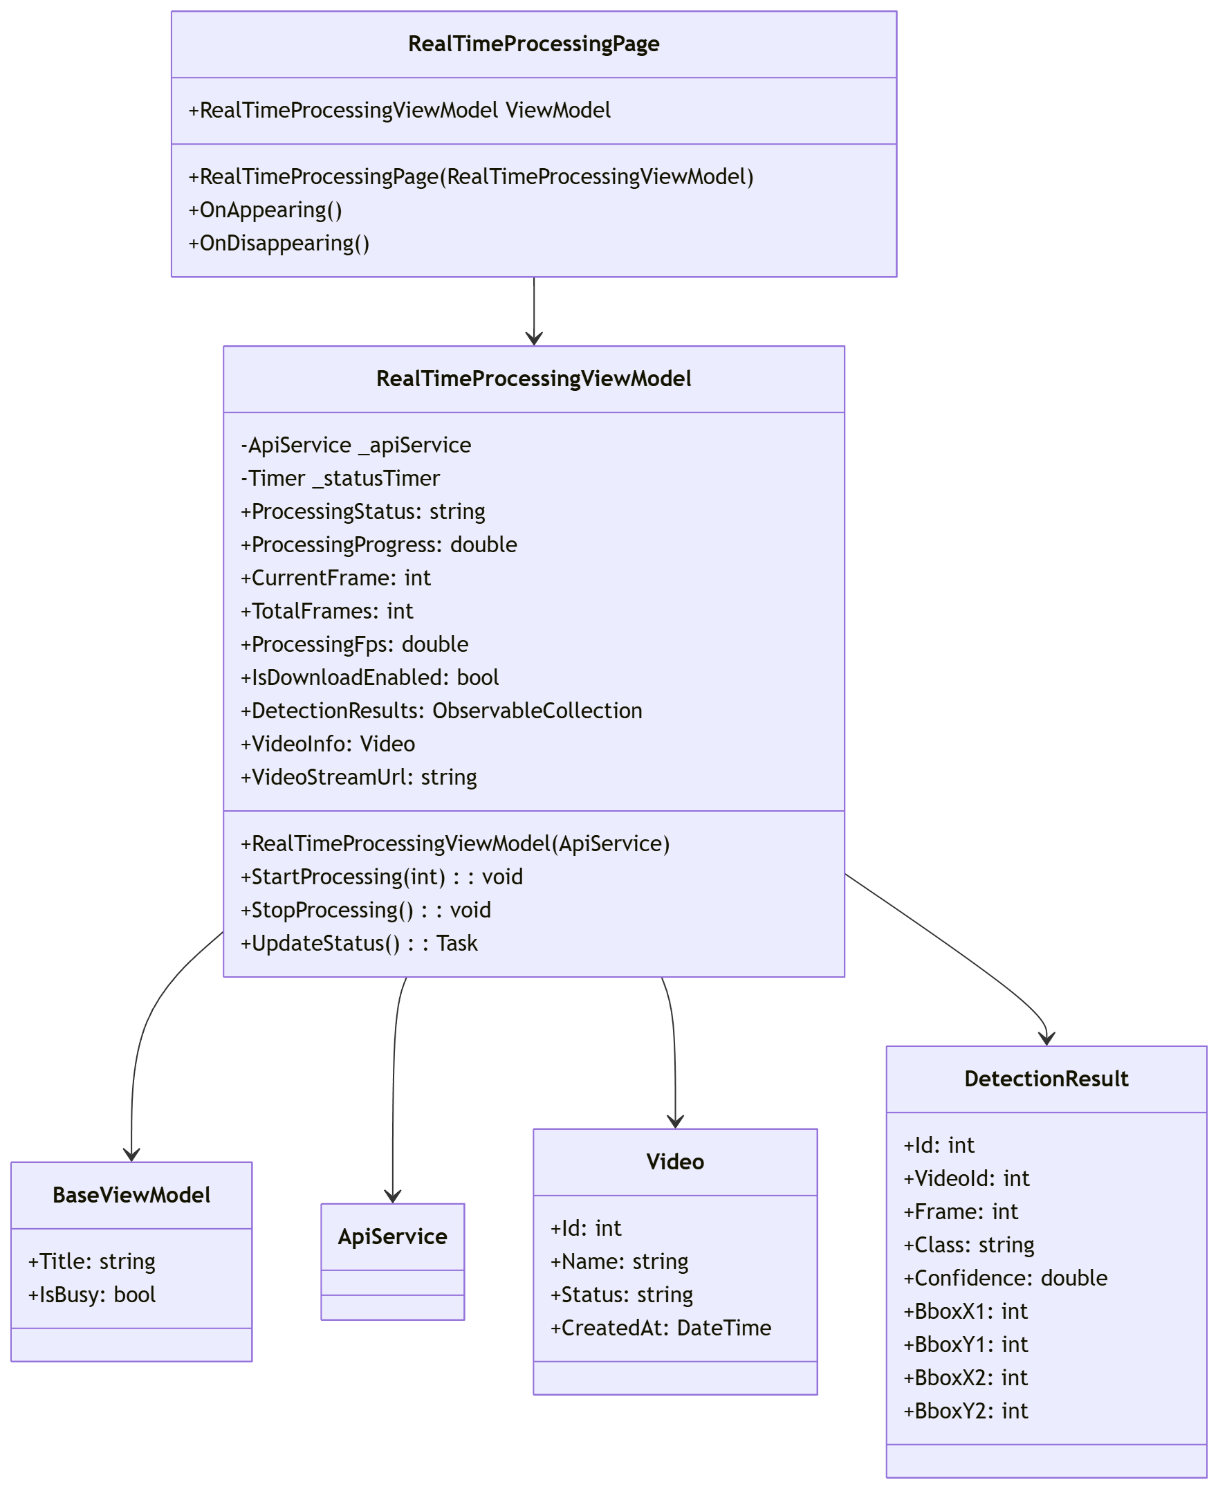 RealTimeProcessingPage
+RealTimeProcessingViewModel ViewModel
+RealTimeProcessingPage(RealTimeProcessingViewModel)
+OnAppearing()
+OnDisappearing()
RealTimeProcessingViewModel
-ApiService _apiService
-Timer _statusTimer
+ProcessingStatus: string
+ProcessingProgress: double
+CurrentFrame: int
+TotalFrames: int
+ProcessingFps: double
+IsDownloadEnabled: bool
+DetectionResults: ObservableCollection
+VideoInfo: Video
+VideoStreamUrl: string
+RealTimeProcessingViewModel(ApiService)
+StartProcessing(int) : : void
+StopProcessing() : : void
+UpdateStatus() : : Task
BaseViewModel
+Title: string
+IsBusy: bool
ApiService
Video
+Id: int
+Name: string
+Status: string
+CreatedAt: DateTime
DetectionResult
+Id: int
+VideoId: int
+Frame: int
+Class: string
+Confidence: double
+BboxX1: int
+BboxY1: int
+BboxX2: int
+BboxY2: int